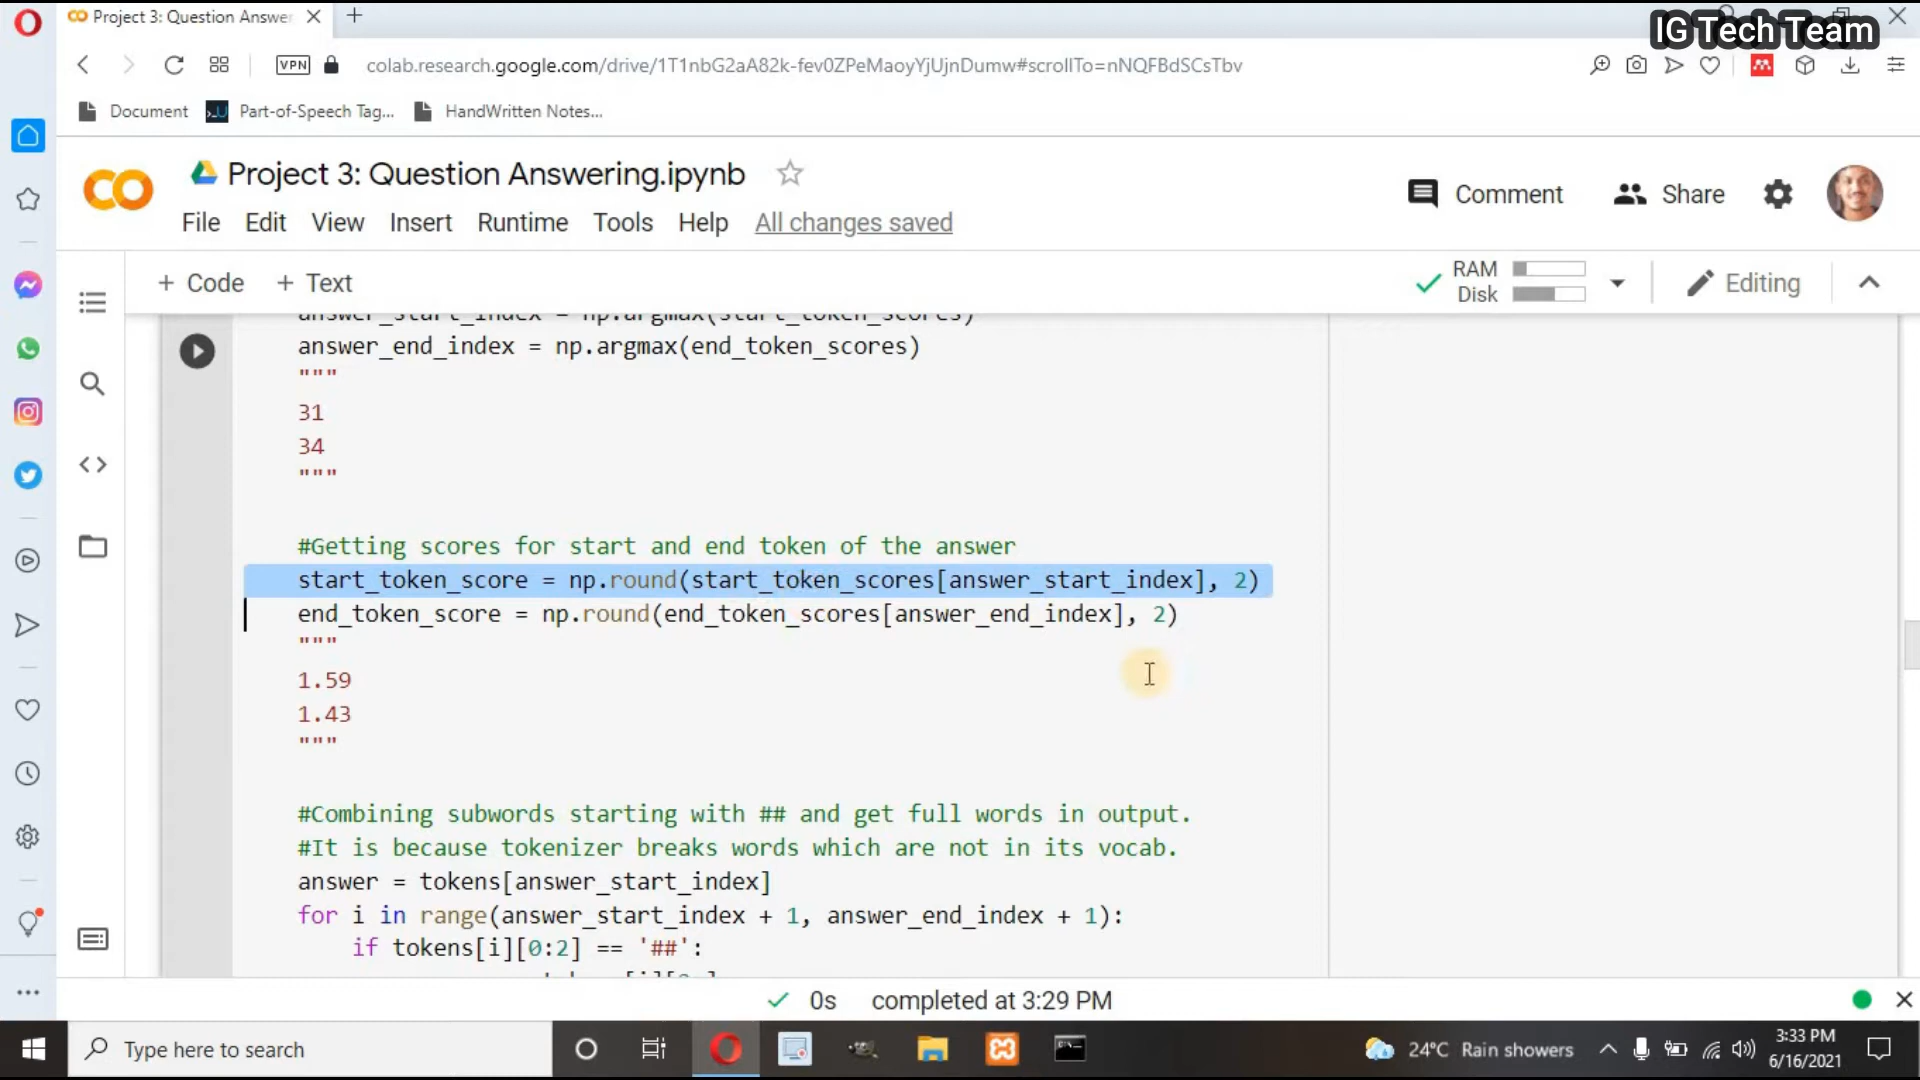 Project 3: Question Answer
IG Tech Team
VPN
colab.research.google.com/drive/1T1nbG2aA82k-fev0ZPeMaoyYjUjnDumw#scrollTo=nNQFBdSCsTbv
Document
Part-of-Speech Tag...
HandWritten Notes...
Project 3: Question Answering.ipynb
Comment
Share
File Edit View Insert Runtime Tools Help All changes saved
+ Code + Text
RAM
Disk
Editing
answer_start_index = np.argmax(start_token_scores)
answer_end_index = np.argmax(end_token_scores)
"""
31
34
"""
#Getting scores for start and end token of the answer
start_token_score = np.round(start_token_scores[answer_start_index], 2)
end_token_score = np.round(end_token_scores[answer_end_index], 2)
"""
1.59
1.43
"""
#Combining subwords starting with ## and get full words in output.
#It is because tokenizer breaks words which are not in its vocab.
answer = tokens[answer_start_index]
for i in range(answer_start_index + 1, answer_end_index + 1):
if tokens[i][0:2] == '##':
0s completed at 3:29 PM
Type here to search
24°C Rain showers
3:33 PM
6/16/2021